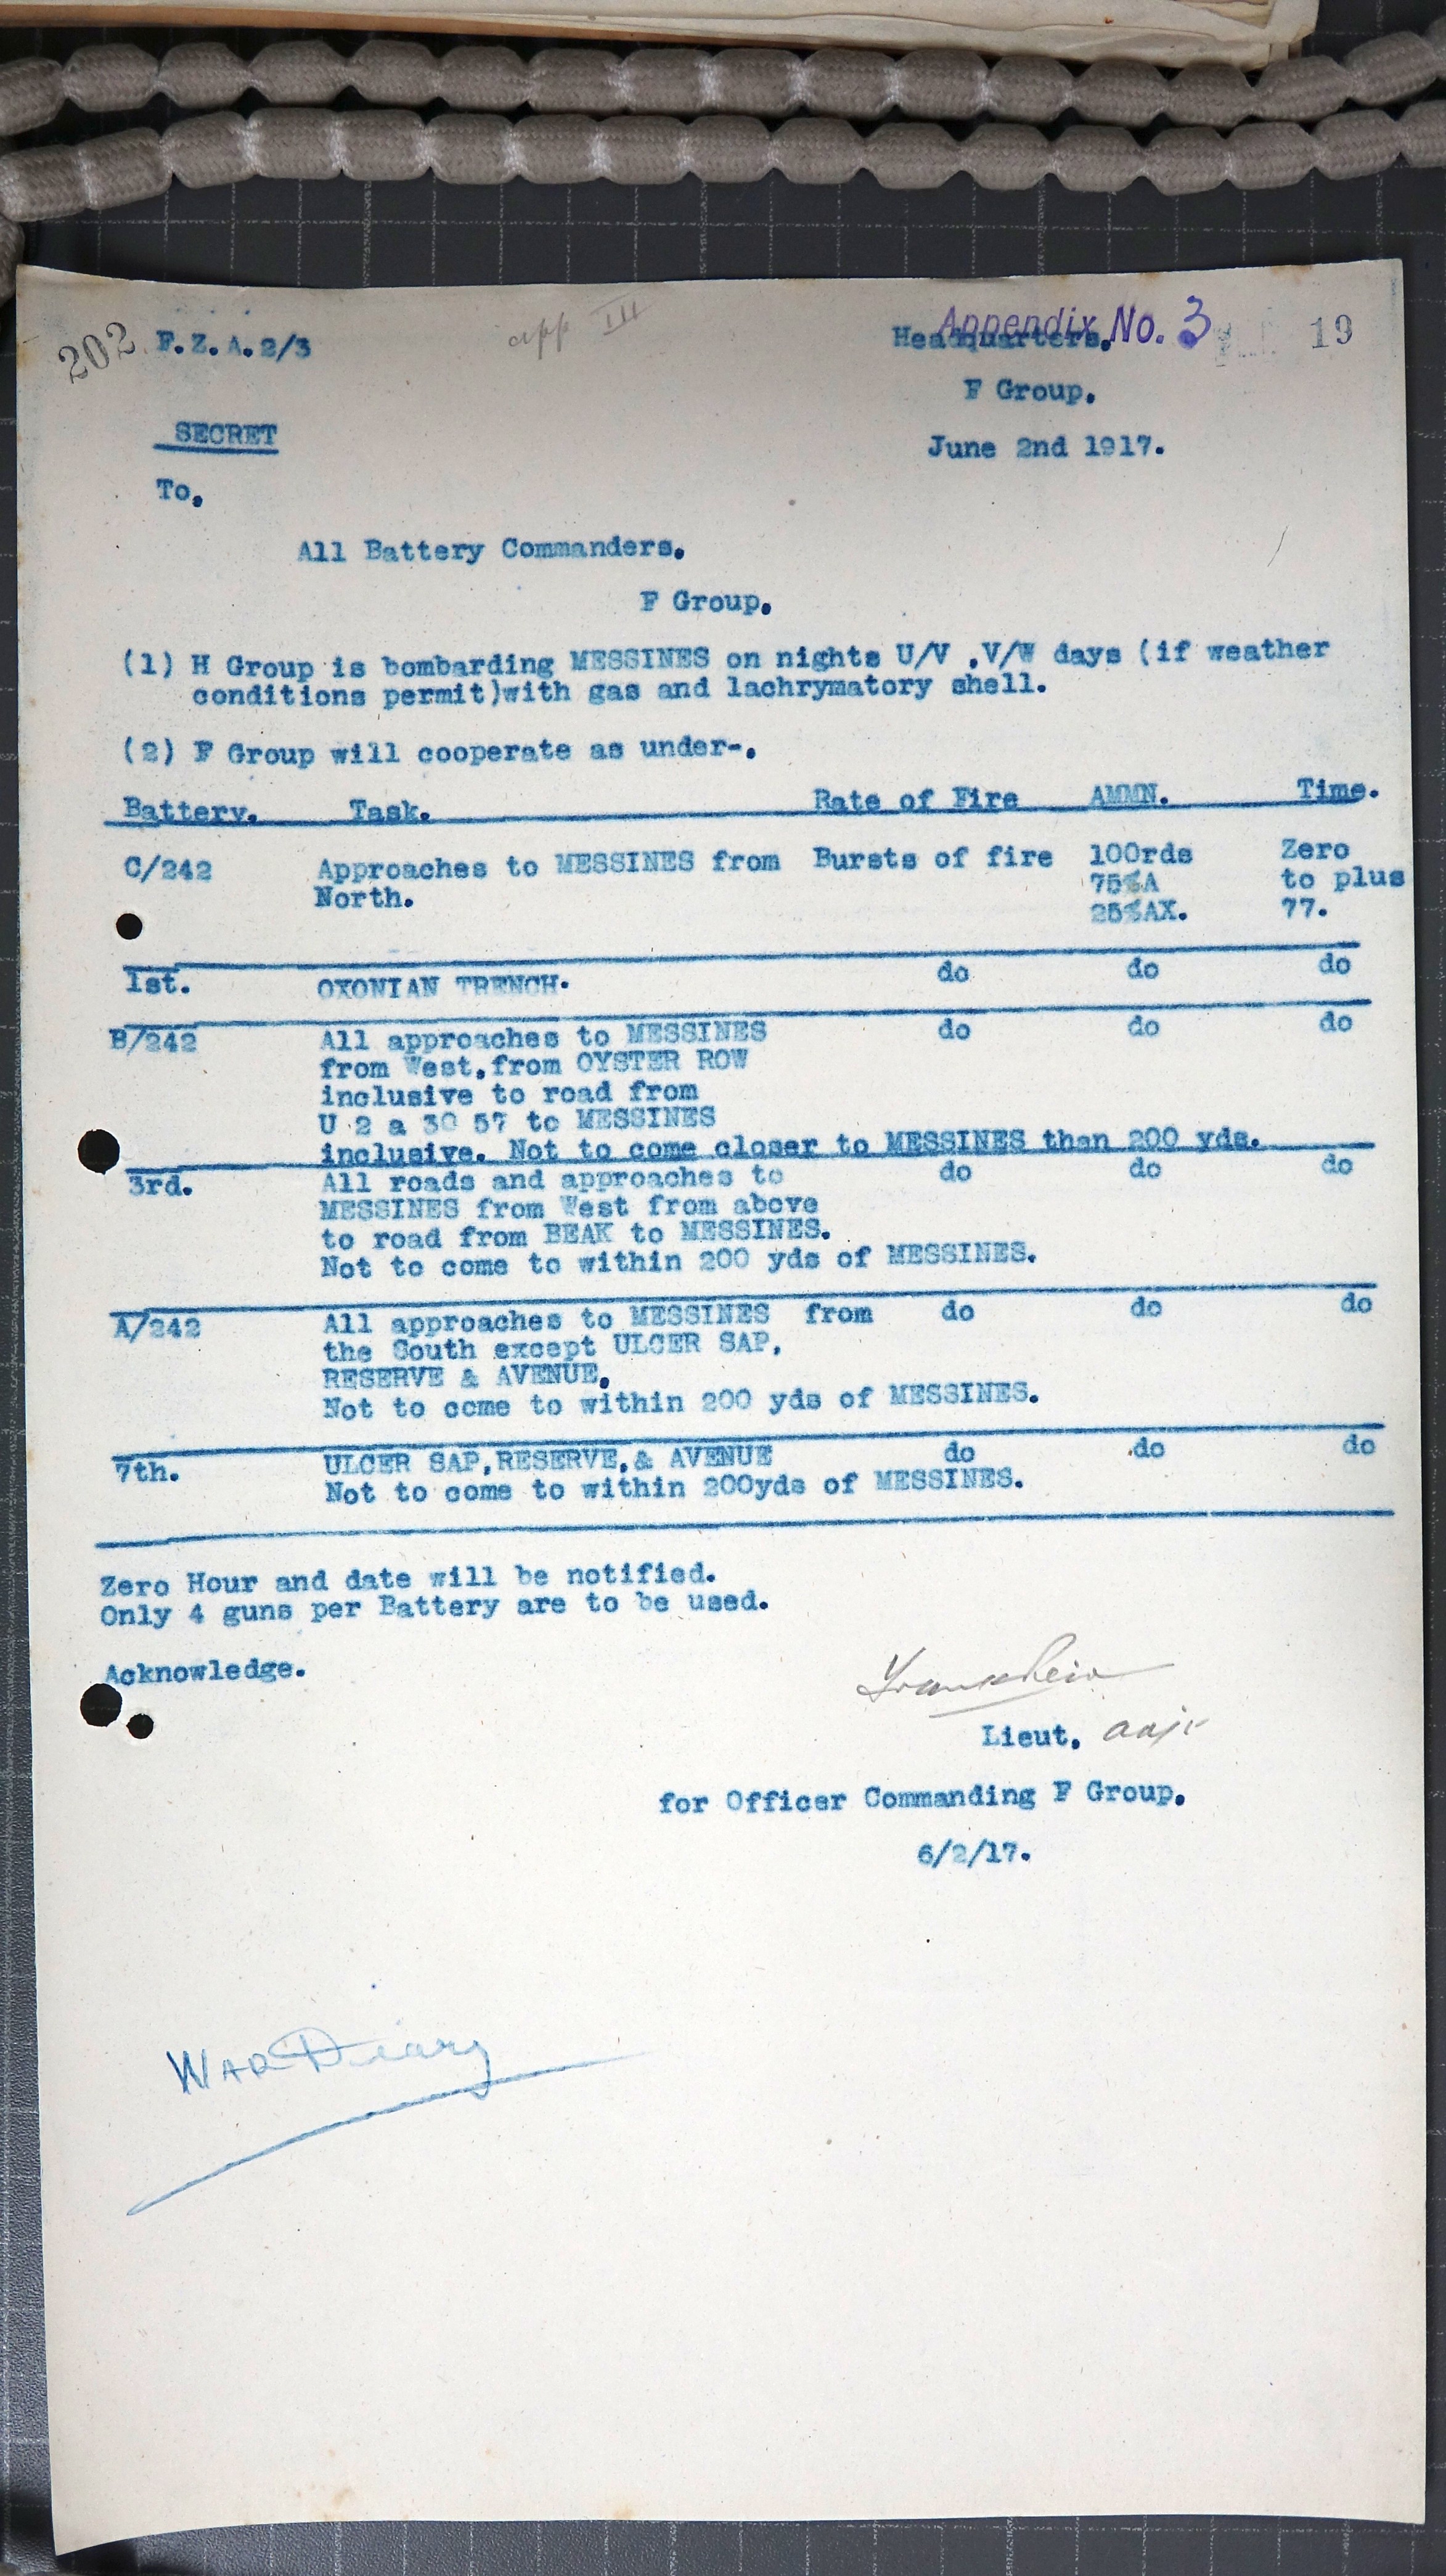 202 F.Z.A.2/3
app III
Appendix No. 3
19
Headquarters,
F Group.
SECRET
June 2nd 1917.
To,
All Battery Commanders.
F Group.
(1) H Group is bombarding MESSINES on nights U/V ,V/W days (if weather
conditions permit)with gas and lachrymatory shell.
(2) F Group will cooperate as under-.
Battery. Task. Rate of Fire AMMN. Time.
C/242 Approaches to MESSINES from Bursts of fire 100rds Zero
North. 75%A to plus
25%AX. 77.
1st. OXONIAN TRENCH. do do do
B/242 All approaches to MESSINES do do do
from West,from OYSTER ROW
inclusive to road from
U 2 a 30 57 to MESSINES
inclusive. Not to come closer to MESSINES than 200 yds.
3rd. All roads and approaches to do do do
MESSINES from West from above
to road from BEAK to MESSINES.
Not to come to within 200 yds of MESSINES.
A/242 All approaches to MESSINES from do do do
the South except ULCER SAP,
RESERVE & AVENUE.
Not to come to within 200 yds of MESSINES.
7th. ULCER SAP,RESERVE,& AVENUE do do do
Not to come to within 200yds of MESSINES.
Zero Hour and date will be notified.
Only 4 guns per Battery are to be used.
Acknowledge.
Lieut.
for Officer Commanding F Group.
6/2/17.
War Diary